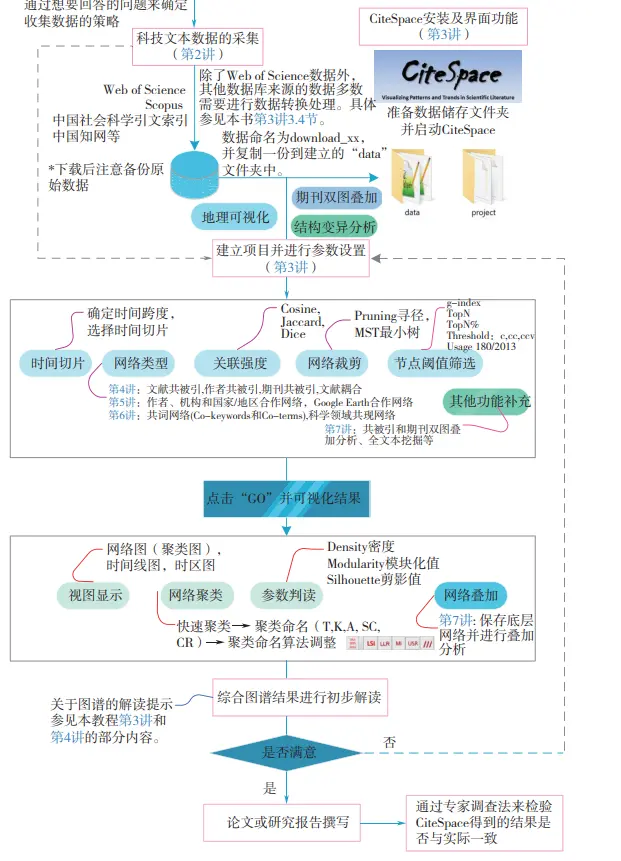 通过想要回答的问题来确定
收集数据的策略
科技文本数据的采集
（第2讲）
CiteSpace安装及界面功能
（第3讲）
CiteSpace
Visualizing Patterns and Trends in Scientific Literature
准备数据储存文件夹
并启动CiteSpace
data
project
Web of Science
Scopus
中国社会科学引文索引
中国知网等
*下载后注意备份原
始数据
除了Web of Science数据外，
其他数据库来源的数据多数
需要进行数据转换处理。具体
参见本书第3讲3.4节。
数据命名为download_xx，
并复制一份到建立的“data”
文件夹中。
地理可视化
期刊双图叠加
结构变异分析
建立项目并进行参数设置
（第3讲）
确定时间跨度，
选择时间切片
Cosine,
Jaccard,
Dice
Pruning寻径，
MST最小树
g-index
TopN
TopN%
Threshold；c,cc,ccv
Usage 180/2013
时间切片
网络类型
关联强度
网络裁剪
节点阈值筛选
第4讲：文献共被引,作者共被引,期刊共被引,文献耦合
第5讲：作者、机构和国家/地区合作网络，Google Earth合作网络
第6讲：共词网络(Co-keywords和Co-terms),科学领域共现网络
其他功能补充
第7讲：共被引和期刊双图叠
加分析、全文本挖掘等
点击“GO”并可视化结果
网络图（聚类图），
时间线图，时区图
Density密度
Modularity模块化值
Silhouette剪影值
视图显示
网络聚类
参数判读
网络叠加
快速聚类→聚类命名（T,K,A, SC,
CR）→聚类命名算法调整
LSI LLR MI USR
第7讲: 保存底层
网络并进行叠加
分析
综合图谱结果进行初步解读
关于图谱的解读提示
参见本教程第3讲和
第4讲的部分内容。
是否满意
否
是
论文或研究报告撰写
通过专家调查法来检验
CiteSpace得到的结果是
否与实际一致